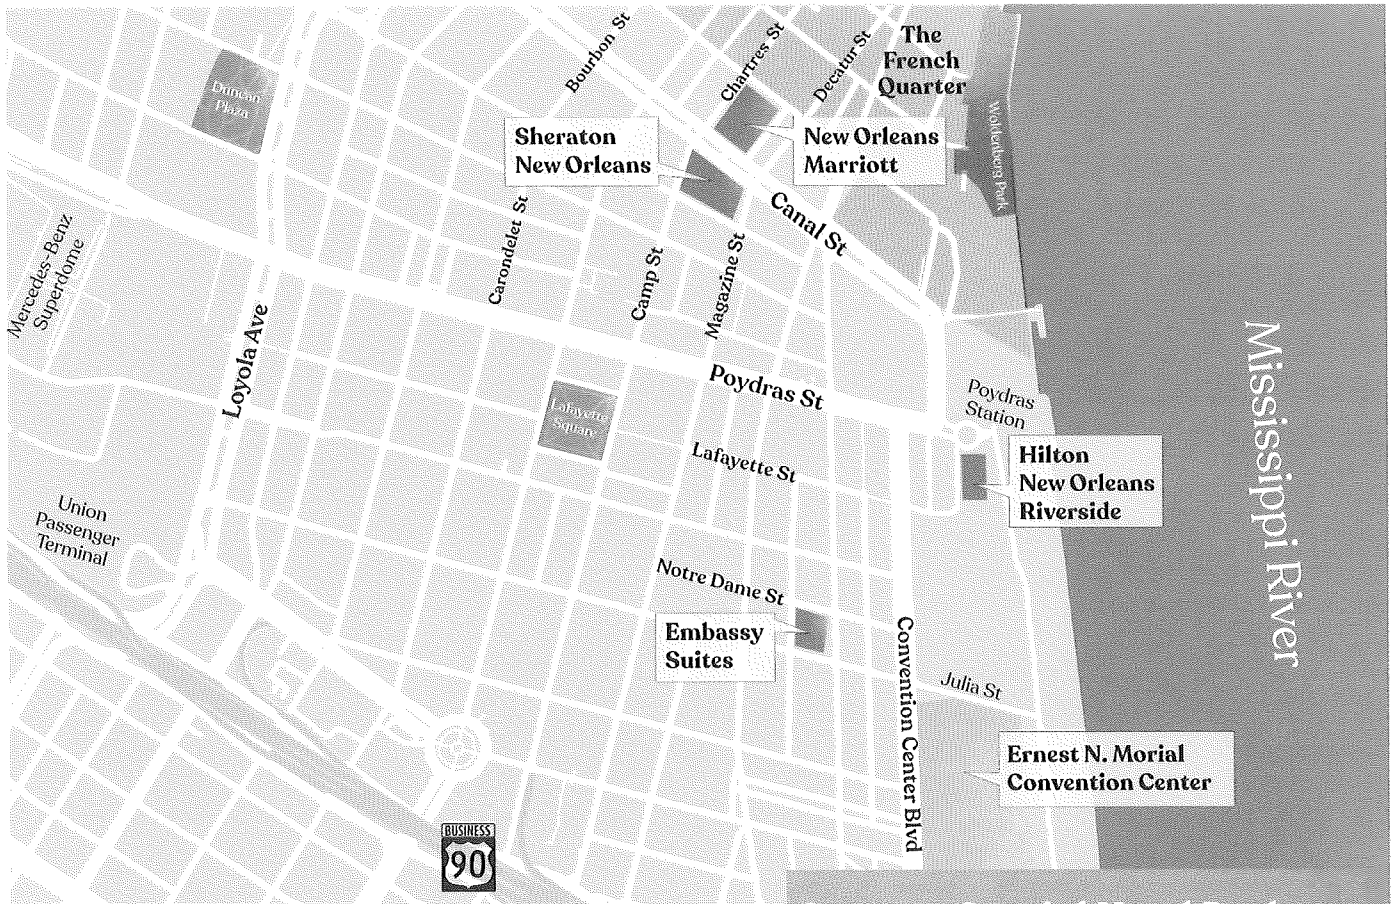 Bourbon St
Chartres St
Decatur St
The
French
Quarter
Duncan
Plaza
Woldenberg Park
Sheraton
New Orleans
New Orleans
Marriott
Canal St
Carondelet St
Camp St
Magazine St
Mercedes-Benz
Superdome
Loyola Ave
Mississippi River
Poydras St
Poydras
Station
Lafayette
Square
Lafayette St
Hilton
New Orleans
Riverside
Union
Passenger
Terminal
Notre Dame St
Embassy
Suites
Convention Center Blvd
Julia St
Ernest N. Morial
Convention Center
BUSINESS
90